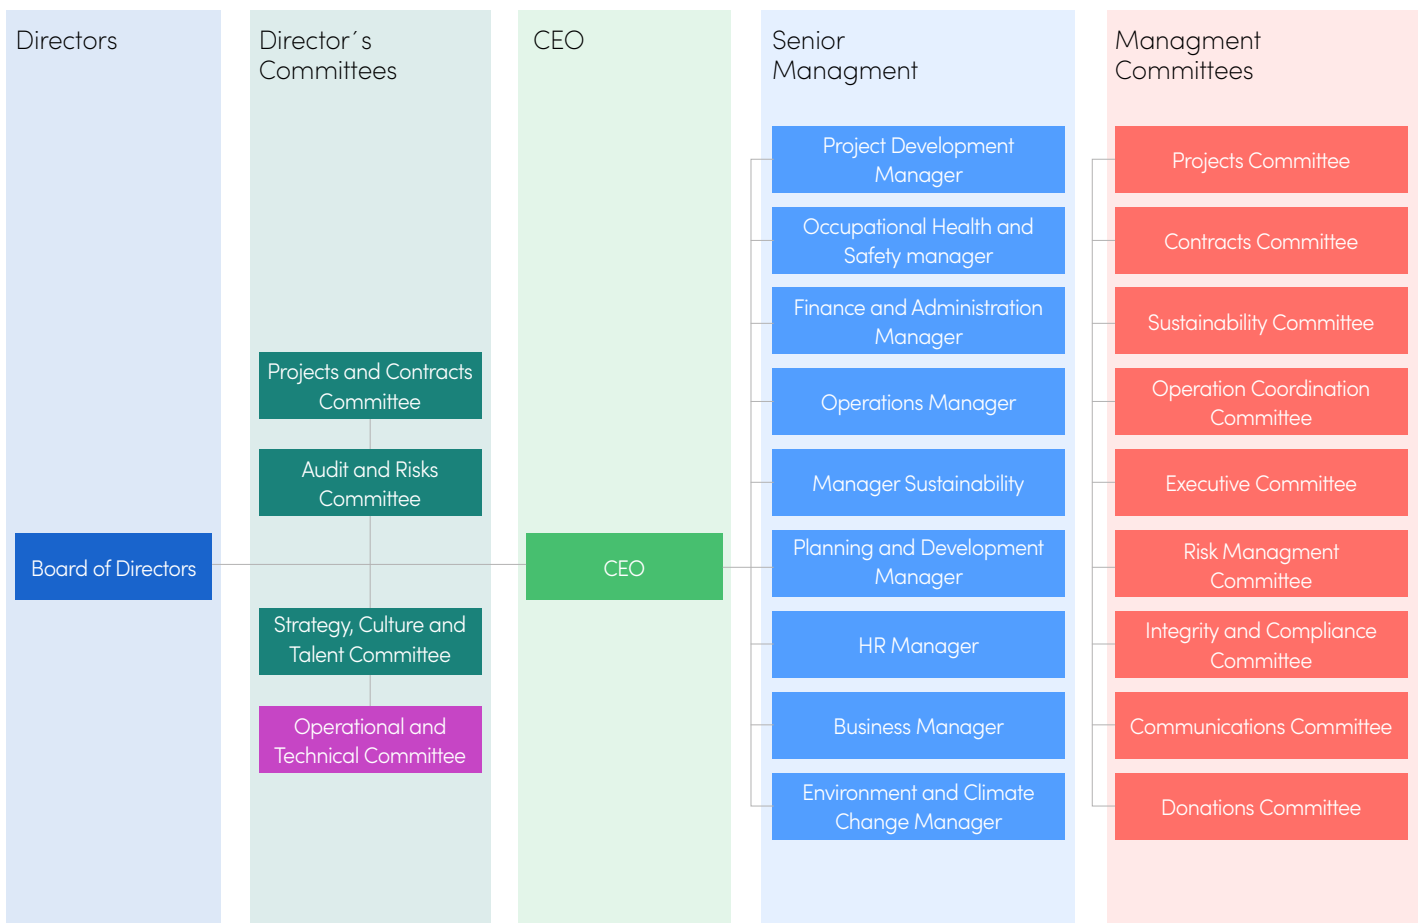 Directors
Director´s
Committees
CEO
Senior
Managment
Managment
Committees
Board of Directors
Projects and Contracts
Committee
Audit and Risks
Committee
Strategy, Culture and
Talent Committee
Operational and
Technical Committee
CEO
Project Development
Manager
Occupational Health and
Safety manager
Finance and Administration
Manager
Operations Manager
Manager Sustainability
Planning and Development
Manager
HR Manager
Business Manager
Environment and Climate
Change Manager
Projects Committee
Contracts Committee
Sustainability Committee
Operation Coordination
Committee
Executive Committee
Risk Managment
Committee
Integrity and Compliance
Committee
Communications Committee
Donations Committee